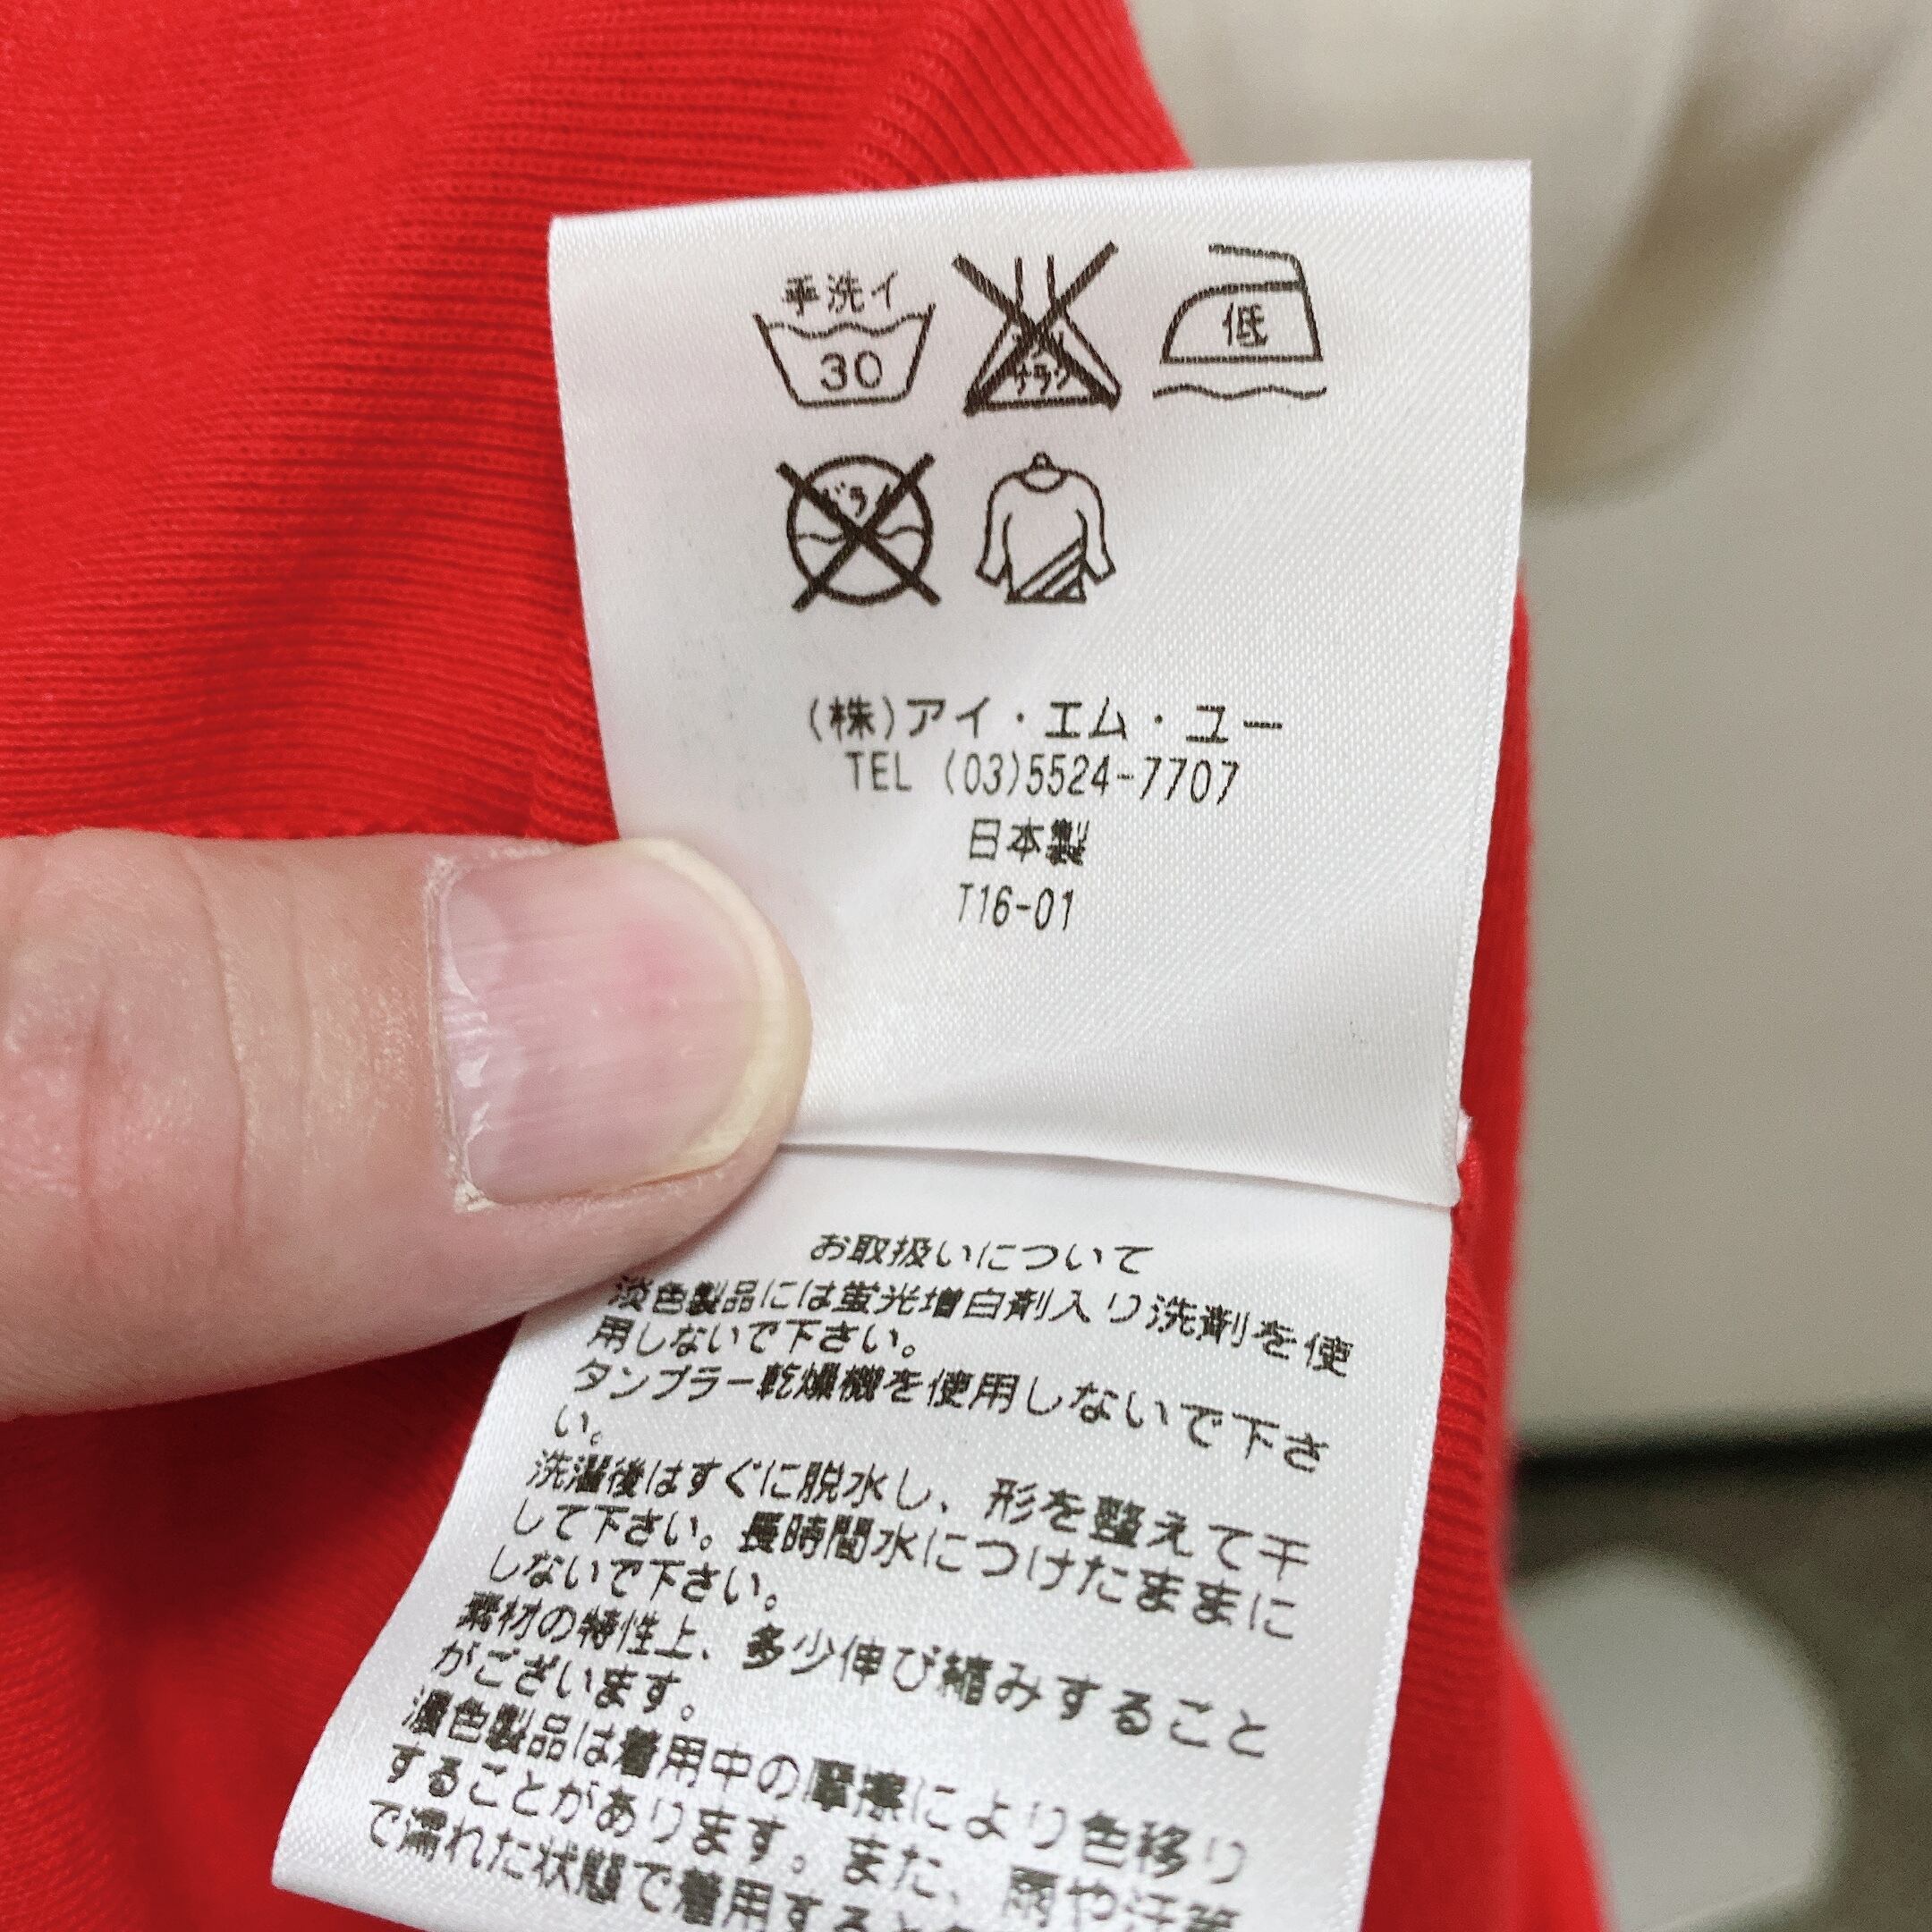 手洗イ
30
低
(株)アイ・エム・ユー
TEL (03)5524-7707
日本製
T16-01
お取扱いについて
淡色製品には蛍光増白剤入り洗剤を使
用しないで下さい。
タンブラー乾燥機を使用しないで下さ
い。
洗濯後はすぐに脱水し、形を整えて干
して下さい。長時間水につけたままに
しないで下さい。
素材の特性上、多少伸び縮みすること
がございます。
濃色製品は着用中の摩擦により色移り
することがあります。また、雨や汗等
で濡れた状態で着用すると